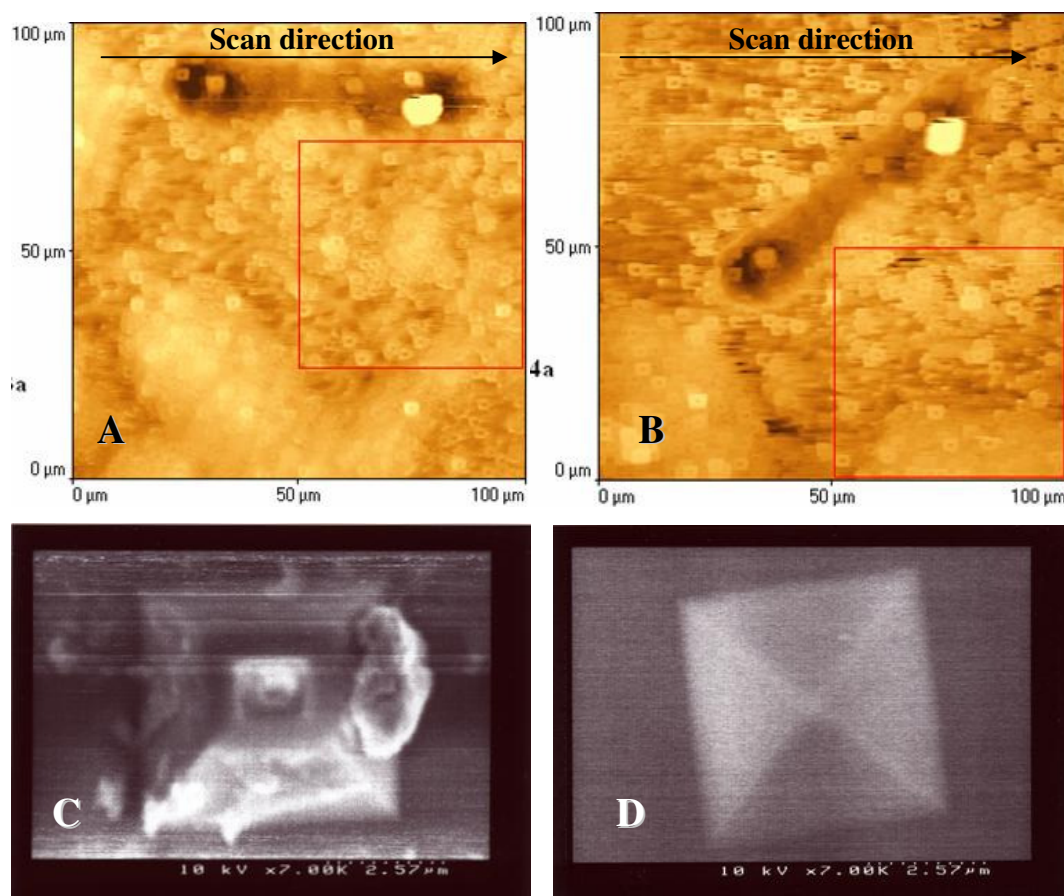 100 µm
Scan direction
50 µm
:a
A
0 µm
0 µm
50 µm
100 µm
100 µm
Scan direction
50 µm
4a
B
0 µm
0 µm
50 µm
100 µm
C
10 kV x7.00K 2.57µm
D
10 kV x7.00K 2.57µm